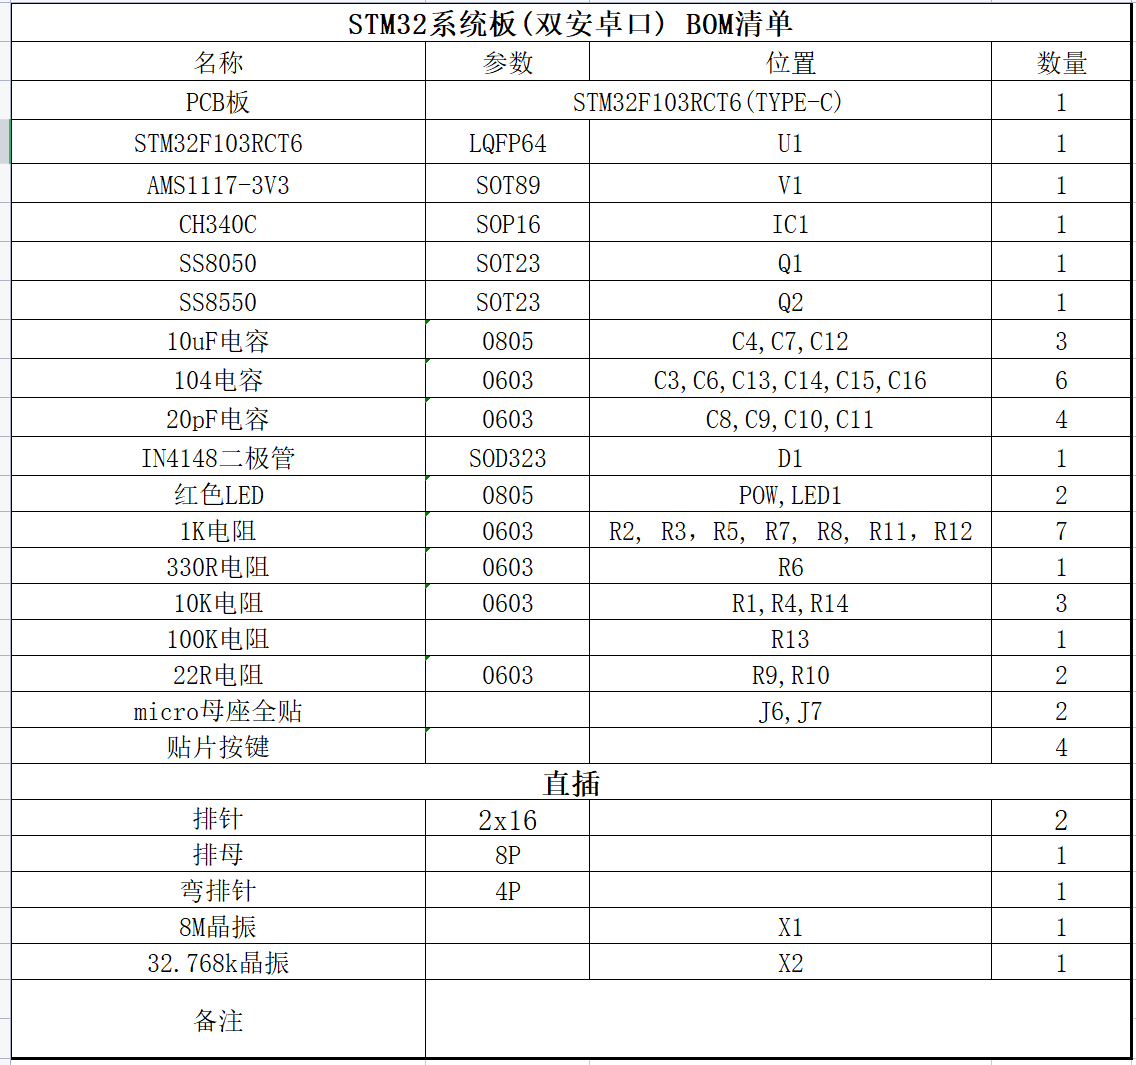 STM32系统板(双安卓口) BOM清单
名称 参数 位置 数量
PCB板 STM32F103RCT6(TYPE-C) 1
STM32F103RCT6 LQFP64 U1 1
AMS1117-3V3 SOT89 V1 1
CH340C SOP16 IC1 1
SS8050 SOT23 Q1 1
SS8550 SOT23 Q2 1
10uF电容 0805 C4,C7,C12 3
104电容 0603 C3,C6,C13,C14,C15,C16 6
20pF电容 0603 C8,C9,C10,C11 4
IN4148二极管 SOD323 D1 1
红色LED 0805 POW,LED1 2
1K电阻 0603 R2, R3，R5, R7, R8, R11，R12 7
330R电阻 0603 R6 1
10K电阻 0603 R1,R4,R14 3
100K电阻 R13 1
22R电阻 0603 R9,R10 2
micro母座全贴 J6,J7 2
贴片按键 4
直插
排针 2x16 2
排母 8P 1
弯排针 4P 1
8M晶振 X1 1
32.768k晶振 X2 1
备注